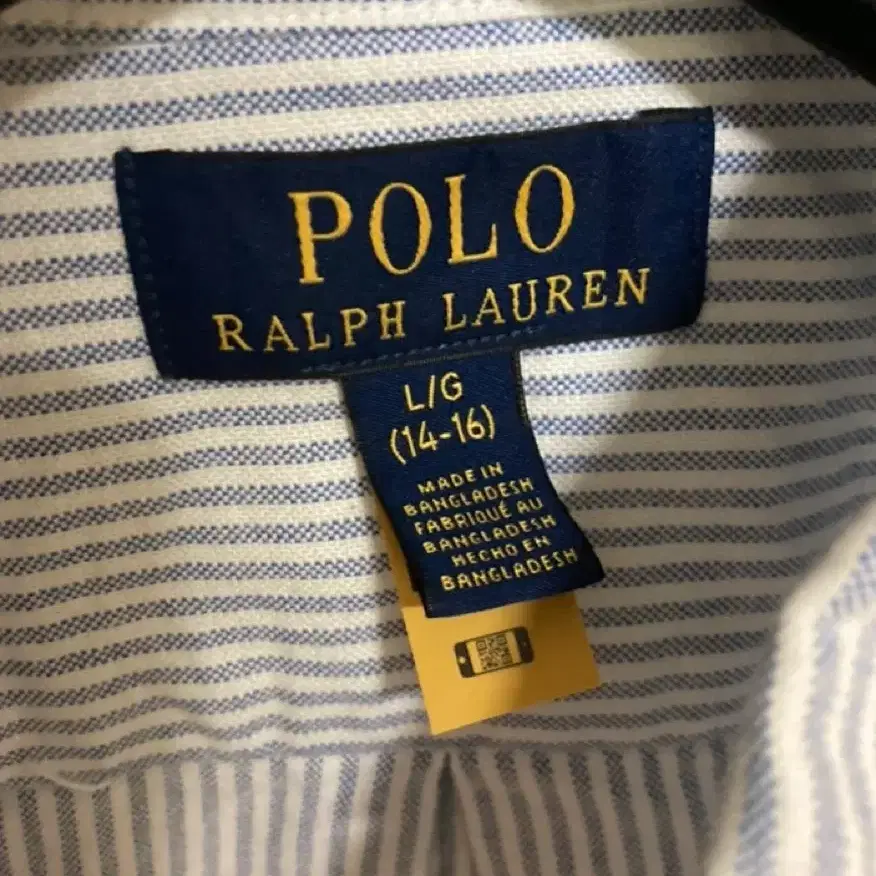 POLO
RALPH LAUREN
L/G
(14-16)
MADE IN
BANGLADESH
FABRIQUÉ AU
BANGLADESH
HECHO EN
BANGLADESH